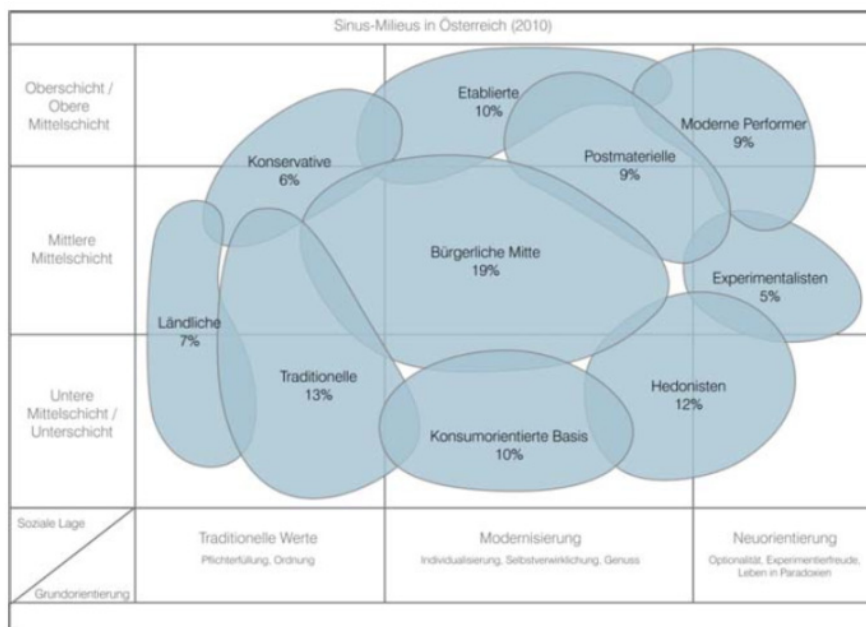 Sinus-Milieus in Österreich (2010)
Oberschicht /
Obere
Mittelschicht
Etablierte
10%
Moderne Performer
9%
Konservative
6%
Postmaterielle
9%
Mittlere
Mittelschicht
Bürgerliche Mitte
19%
Experimentalisten
5%
Ländliche
7%
Untere
Mittelschicht /
Unterschicht
Traditionelle
13%
Hedonisten
12%
Konsumorientierte Basis
10%
Soziale Lage
Grundorientierung
Traditionelle Werte
Pflichterfüllung, Ordnung
Modernisierung
Individualisierung, Selbstverwirklichung, Genuss
Neuorientierung
Optionalität, Experimentierfreude,
Leben in Paradoxien